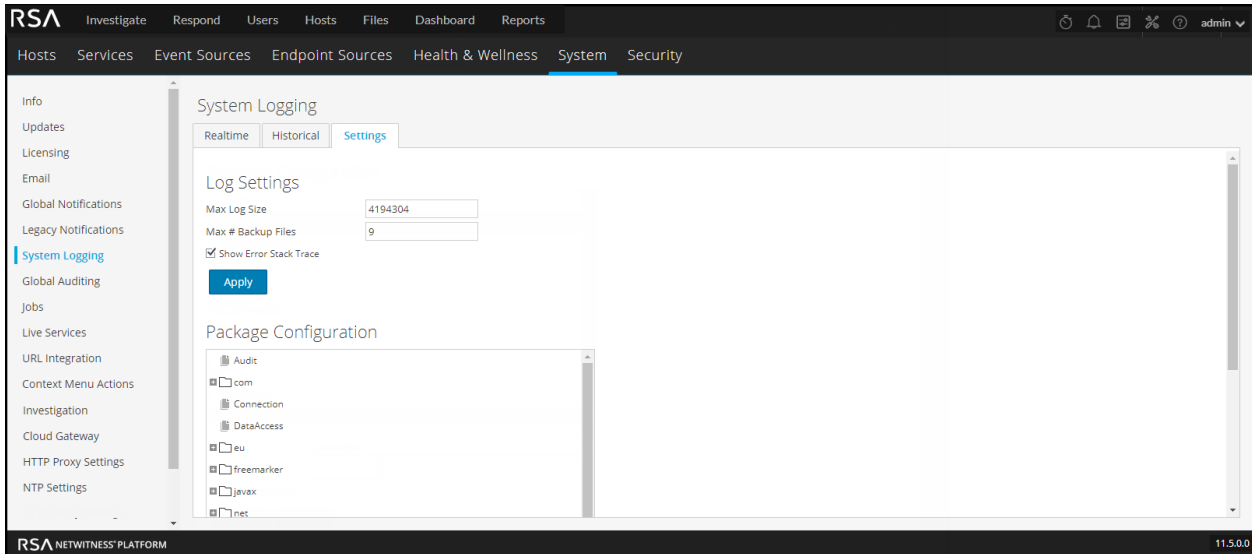 RSA Investigate Respond Users Hosts Files Dashboard Reports admin
Hosts Services Event Sources Endpoint Sources Health & Wellness System Security
Info
Updates
Licensing
Email
Global Notifications
Legacy Notifications
System Logging
Global Auditing
Jobs
Live Services
URL Integration
Context Menu Actions
Investigation
Cloud Gateway
HTTP Proxy Settings
NTP Settings
System Logging
Realtime Historical Settings
Log Settings
Max Log Size 4194304
Max # Backup Files 9
Show Error Stack Trace
Apply
Package Configuration
Audit
com
Connection
DataAccess
eu
freemarker
javax
net
RSA NETWITNESS® PLATFORM 11.5.0.0